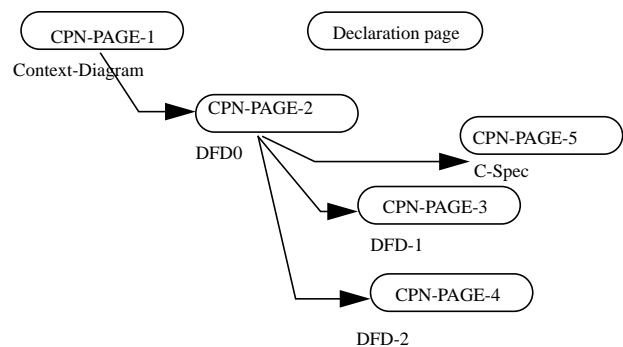 CPN-PAGE-1
Declaration page
Context-Diagram
CPN-PAGE-2
DFD0
CPN-PAGE-5
C-Spec
CPN-PAGE-3
DFD-1
CPN-PAGE-4
DFD-2